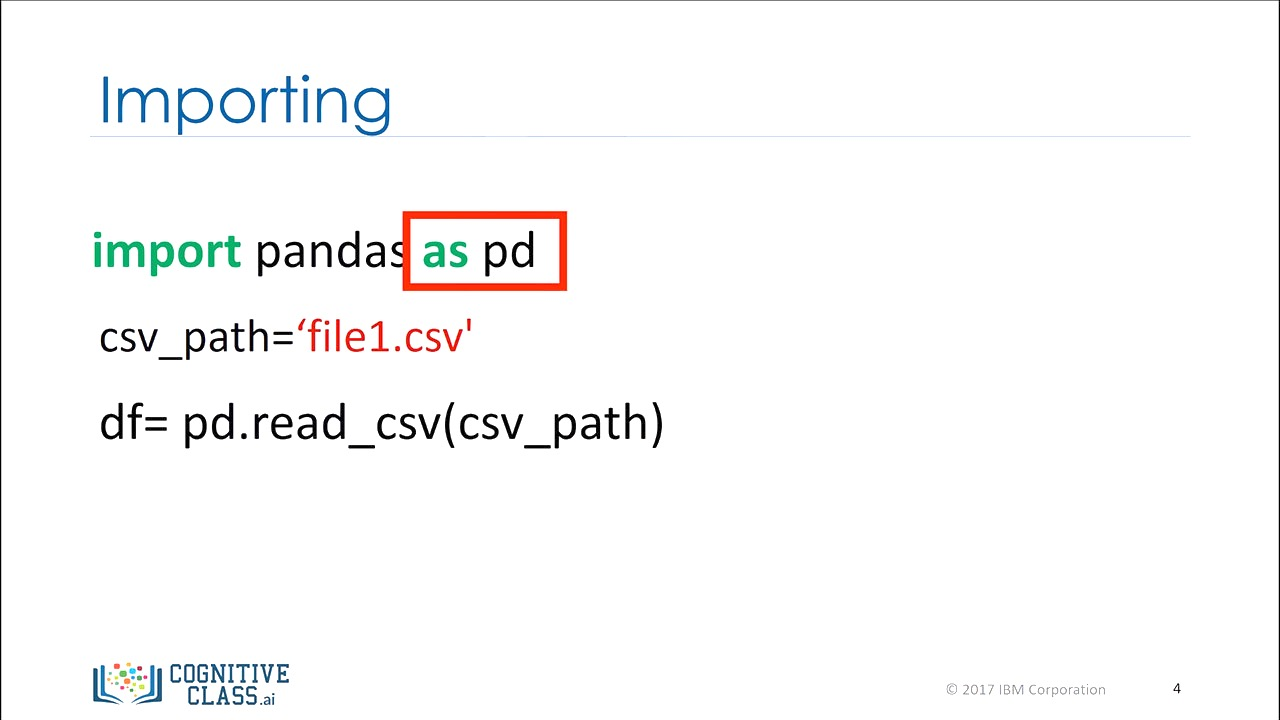 Importing
import pandas as pd
csv_path=‘file1.csv'
df= pd.read_csv(csv_path)
COGNITIVE
CLASS.ai
© 2017 IBM Corporation
4